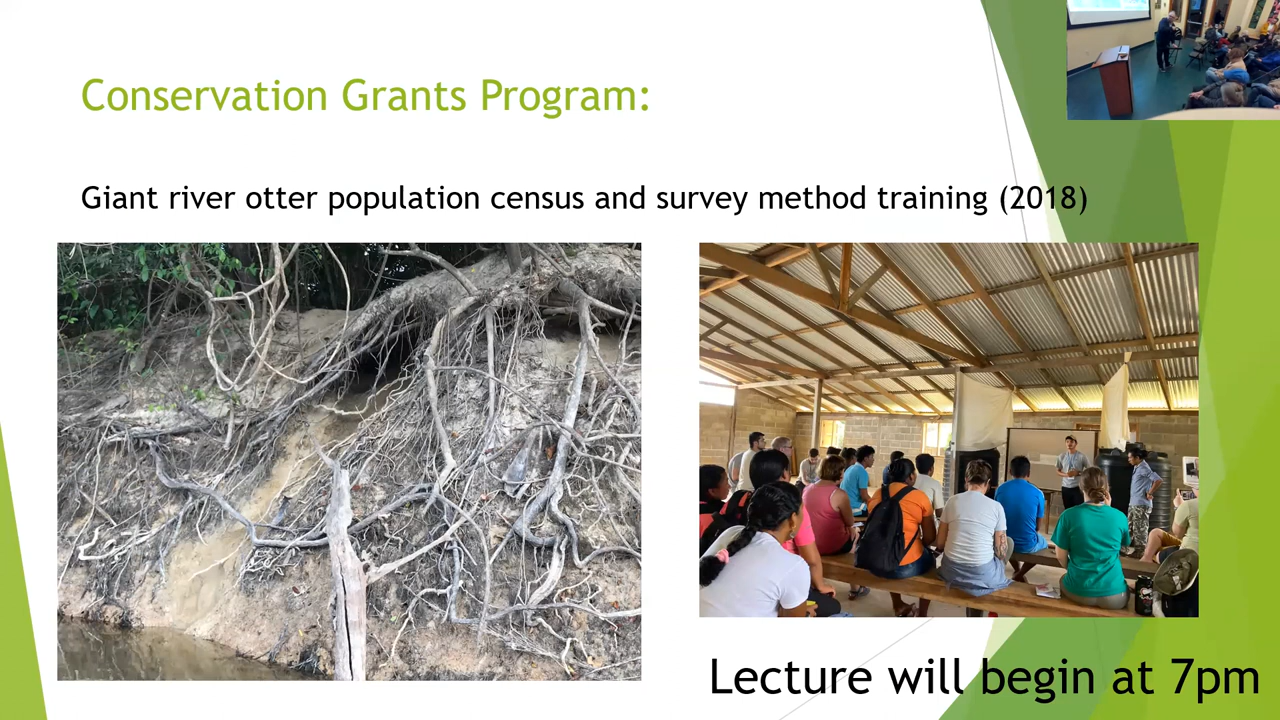 Conservation Grants Program:
Giant river otter population census and survey method training (2018)
Lecture will begin at 7pm